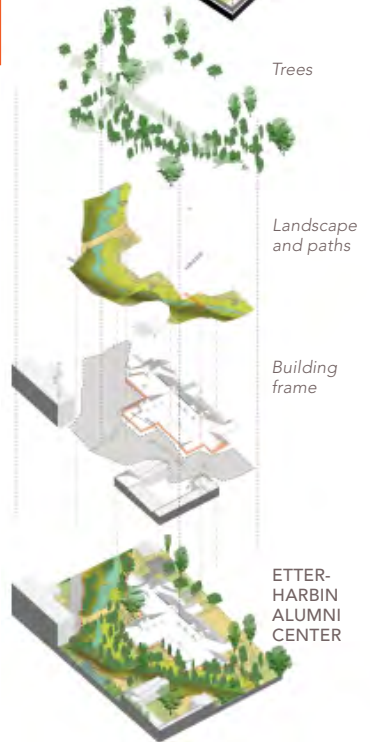 Trees
Landscape
and paths
Building
frame
ETTER-
HARBIN
ALUMNI
CENTER